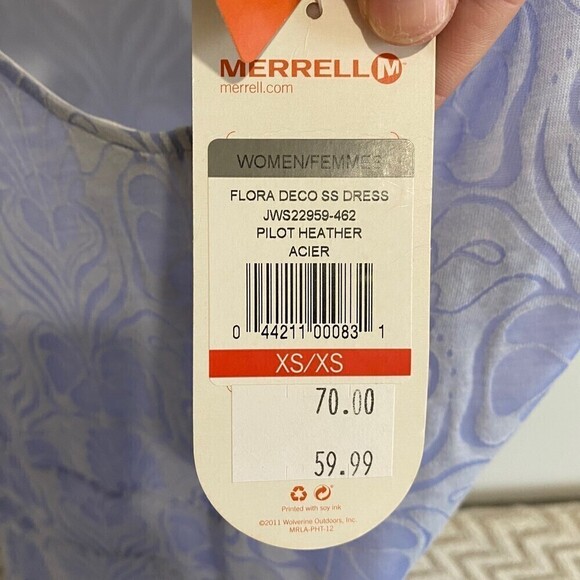 MERRELL M
merrell.com
WOMEN/FEMMES
FLORA DECO SS DRESS
JWS22959-462
PILOT HEATHER
ACIER
0 44211 00083 1
XS/XS
70.00
59.99
Printed with soy ink
©2011 Wolverine Outdoors, Inc.
MRLA-PHT-12